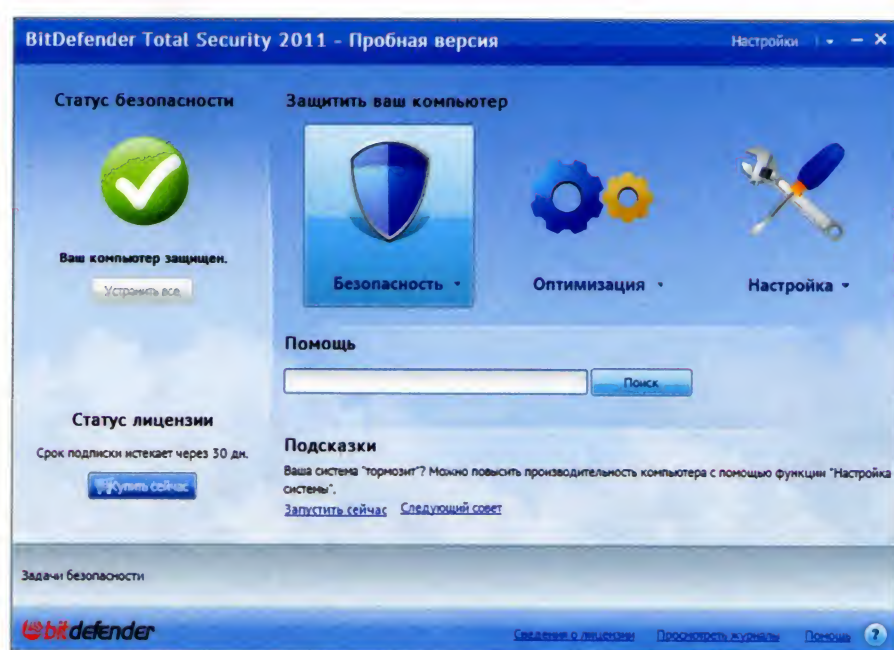 BitDefender Total Security 2011 - Пробная версия
Настройки
Статус безопасности
Ваш компьютер защищен.
Устранить все
Статус лицензии
Срок подписки истекает через 30 дн.
Купить сейчас
Защитить ваш компьютер
Безопасность
Оптимизация
Настройка
Помощь
Поиск
Подсказки
Ваша система "тормозит"? Можно повысить производительность компьютера с помощью функции "Настройка
системы".
Запустить сейчас Следующий совет
Задачи безопасности
bitdefender
Сведения о лицензии Просмотреть журналы Помощь ?